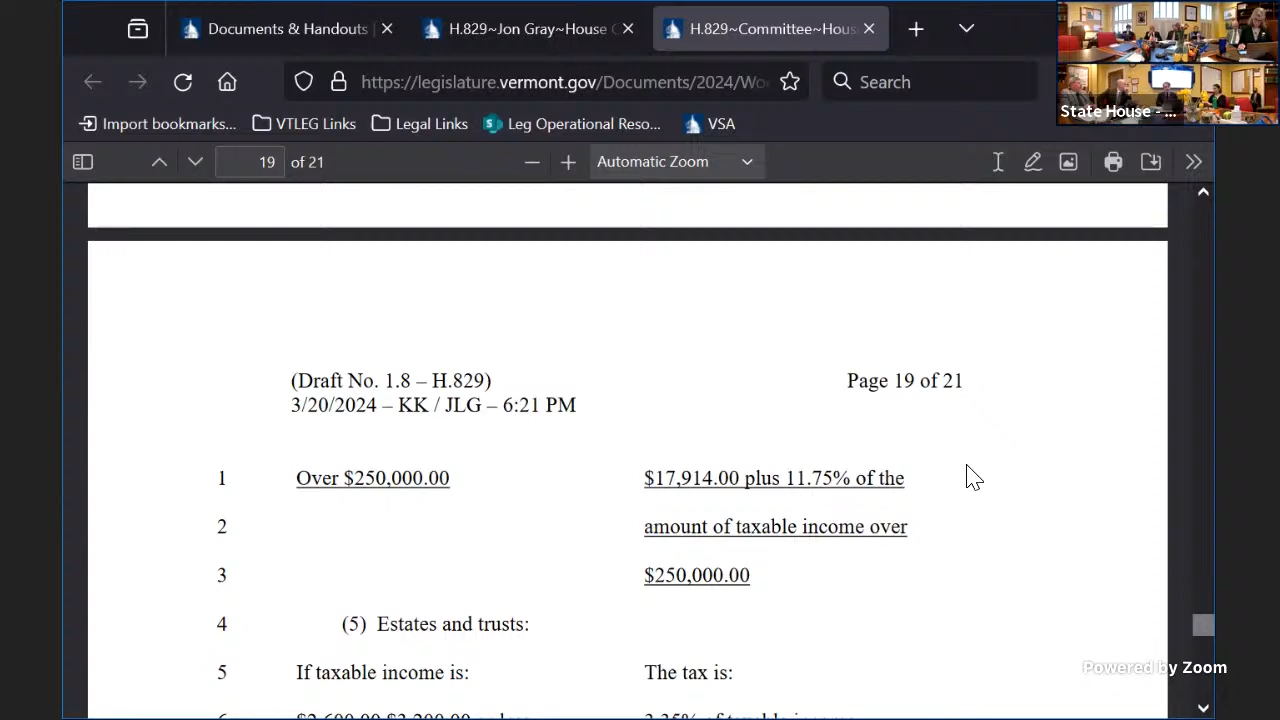 Documents & Handouts
H.829~Jon Gray~House C
H.829~Committee~Hous
https://legislature.vermont.gov/Documents/2024/Wo
Search
State House - ...
Import bookmarks...
VTLEG Links
Legal Links
Leg Operational Reso...
VSA
19 of 21
Automatic Zoom
(Draft No. 1.8 – H.829)
Page 19 of 21
3/20/2024 – KK / JLG – 6:21 PM
1 Over $250,000.00 $17,914.00 plus 11.75% of the
2 amount of taxable income over
3 $250,000.00
4 (5) Estates and trusts:
5 If taxable income is: The tax is:
Powered by Zoom